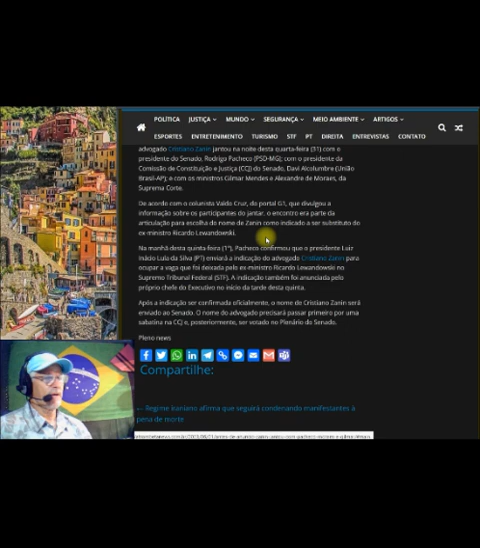 POLÍTICA JUSTIÇA MUNDO SEGURANÇA MEIO AMBIENTE ARTIGOS
ESPORTES ENTRETENIMENTO TURISMO STF PT DIREITA ENTREVISTAS CONTATO
advogado Cristiano Zanin jantou na noite desta quarta-feira (31) com o
presidente do Senado, Rodrigo Pacheco (PSD-MG); com o presidente da
Comissão de Constituição e Justiça (CCJ) do Senado, Davi Alcolumbre (União
Brasil-AP); e com os ministros Gilmar Mendes e Alexandre de Moraes, da
Suprema Corte.
De acordo com o colunista Valdo Cruz, do portal G1, que divulgou a
informação sobre os participantes do jantar, o encontro era parte da
articulação para escolha do nome de Zanin como indicado a ser substituto do
ex-ministro Ricardo Lewandowski.
Na manhã desta quinta-feira (1°), Pacheco confirmou que o presidente Luiz
Inácio Lula da Silva (PT) enviará a indicação do advogado Cristiano Zanin para
ocupar a vaga que foi deixada pelo ex-ministro Ricardo Lewandowski no
Supremo Tribunal Federal (STF). A indicação também foi anunciada pelo
próprio chefe do Executivo no início da tarde desta quinta.
Após a indicação ser confirmada oficialmente, o nome de Cristiano Zanin será
enviado ao Senado. O nome do advogado precisará passar primeiro por uma
sabatina na CCJ e, posteriormente, ser votado no Plenário do Senado.
Pleno news
Compartilhe:
← Regime iraniano afirma que seguirá condenando manifestantes à
pena de morte